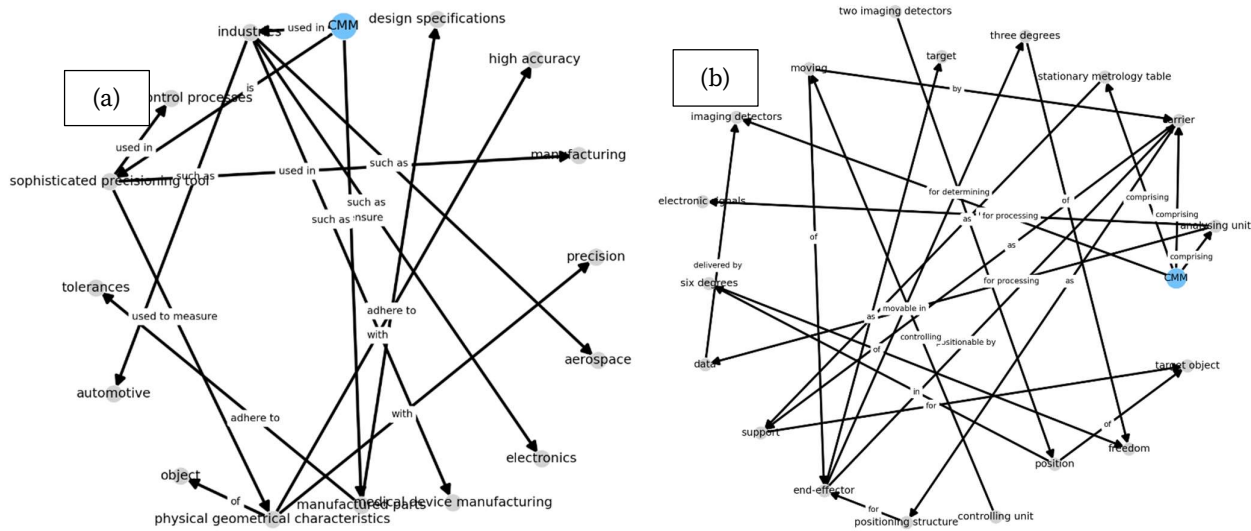 (a)
CMM
industries
used in
design specifications
high accuracy
is
control processes
used in
manufacturing
such as
used in
such as
sophisticated precisioning tool
such as
such as
ensure
precision
tolerances
used to measure
adhere to
with
aerospace
automotive
with
adhere to
electronics
object
of
manufactured parts
medical device manufacturing
physical geometrical characteristics
(b)
two imaging detectors
three degrees
target
moving
stationary metrology table
by
imaging detectors
carrier
for determining
comprising
electronic signals
of
as
for processing
comprising
analysing unit
of
as
comprising
delivered by
CMM
six degrees
for processing
as
movable in
as
controlling
positionable by
of
data
target object
in
for
support
of
freedom
position
end-effector
for
positioning structure
controlling unit